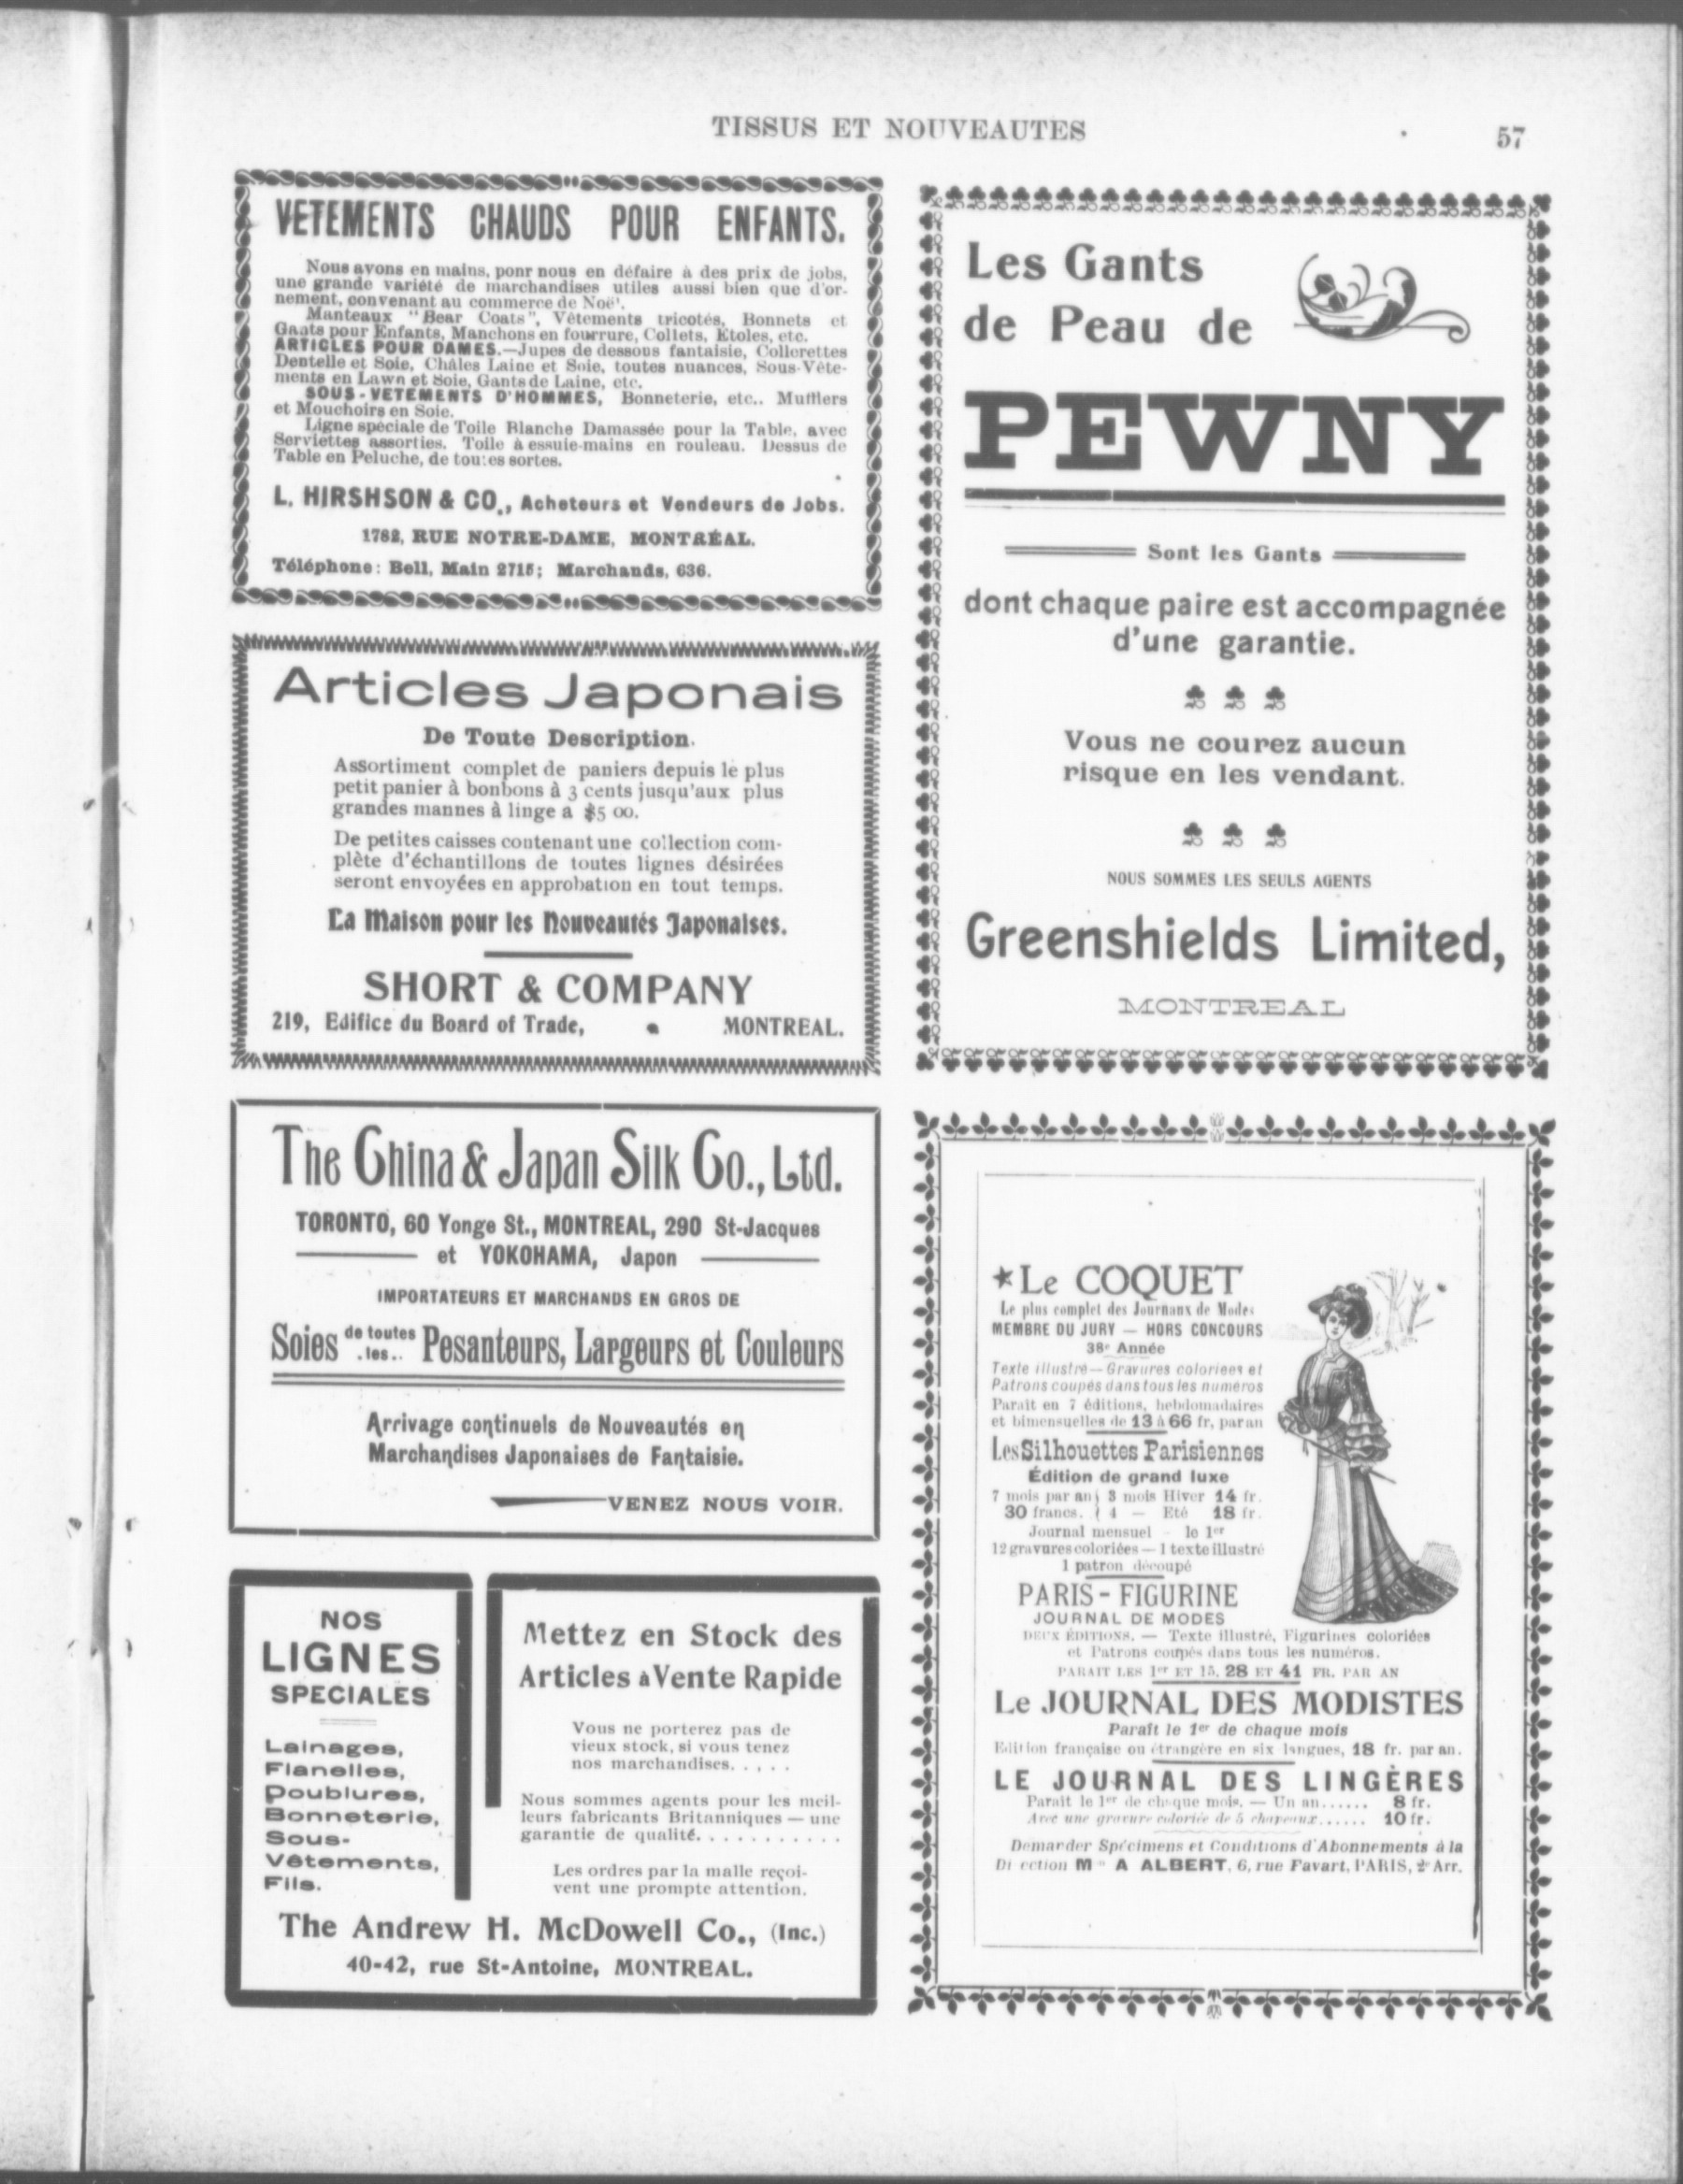 TISSUS ET NOUVEAUTES
57
VETEMENTS CHAUDS POUR ENFANTS.
Nous avons en mains, ponr nous en défaire à des prix de jobs,
une grande variété de marchandises utiles aussi bien que d'or-
nement, convenant au commerce de Noë'.
Manteaux "Bear Coats", Vêtements tricotés, Bonnets et
Gants pour Enfants, Manchons en fourrure, Collets, Etoles, etc.
ARTICLES POUR DAMES.—Jupes de dessous fantaisie, Collerettes
Dentelle et Soie, Châles Laine et Soie, toutes nuances, Sous-Vête-
ments en Lawn et Soie, Gants de Laine, etc.
SOUS-VETEMENTS D'HOMMES, Bonneterie, etc.. Mufflers
et Mouchoirs en Soie.
Ligne spéciale de Toile Blanche Damassée pour la Table, avec
Serviettes assorties. Toile à essuie-mains en rouleau. Dessus de
Table en Peluche, de toutes sortes.
L. HIRSHSON & CO., Acheteurs et Vendeurs de Jobs.
1782, RUE NOTRE-DAME, MONTRÉAL.
Téléphone: Bell, Main 2715; Marchands, 636.
Articles Japonais
De Toute Description.
Assortiment complet de paniers depuis le plus
petit panier à bonbons à 3 cents jusqu'aux plus
grandes mannes à linge a $5 00.
De petites caisses contenant une collection com-
plète d'échantillons de toutes lignes désirées
seront envoyées en approbation en tout temps.
La Maison pour les Nouveautés Japonaises.
SHORT & COMPANY
219, Edifice du Board of Trade, MONTREAL.
The China & Japan Silk Co., Ltd.
TORONTO, 60 Yonge St., MONTREAL, 290 St-Jacques
et YOKOHAMA, Japon
IMPORTATEURS ET MARCHANDS EN GROS DE
Soies de toutes les Pesanteurs, Largeurs et Couleurs
Arrivage continuels de Nouveautés en
Marchandises Japonaises de Fantaisie.
VENEZ NOUS VOIR.
NOS
LIGNES
SPECIALES
Lainages,
Flanelles,
Doublures,
Bonneterie,
Sous-
Vêtements,
Fils.
Mettez en Stock des
Articles à Vente Rapide
Vous ne porterez pas de
vieux stock, si vous tenez
nos marchandises. . . . .
Nous sommes agents pour les meil-
leurs fabricants Britanniques — une
garantie de qualité. . . . . . . . . . .
Les ordres par la malle reçoi-
vent une prompte attention.
The Andrew H. McDowell Co., (Inc.)
40-42, rue St-Antoine, MONTREAL.
Les Gants
de Peau de
PEWNY
Sont les Gants
dont chaque paire est accompagnée
d'une garantie.
Vous ne courez aucun
risque en les vendant.
NOUS SOMMES LES SEULS AGENTS
Greenshields Limited,
MONTREAL
★Le COQUET
Le plus complet des Journaux de Modes
MEMBRE DU JURY — HORS CONCOURS
38e Année
Texte illustré — Gravures coloriees et
Patrons coupés dans tous les numéros
Parait en 7 éditions, hebdomadaires
et bimensuelles de 13 à 66 fr. par an
Les Silhouettes Parisiennes
Édition de grand luxe
7 mois par an { 3 mois Hiver 14 fr.
30 francs. { 4 — Eté 18 fr.
Journal mensuel - le 1er
12 gravures coloriées — 1 texte illustré
1 patron découpé
PARIS-FIGURINE
JOURNAL DE MODES
DEUX ÉDITIONS. — Texte illustré, Figurines coloriées
et Patrons coupés dans tous les numéros.
PARAIT LES 1er ET 15, 28 ET 41 FR. PAR AN
Le JOURNAL DES MODISTES
Paraît le 1er de chaque mois
Edition française ou étrangère en six langues, 18 fr. par an.
LE JOURNAL DES LINGÈRES
Parait le 1er de chaque mois. — Un an...... 8 fr.
Avec une gravure coloriée de 5 chapeaux...... 10 fr.
Demander Spécimens et Conditions d'Abonnements à la
Di ection M A ALBERT, 6, rue Favart, PARIS, 2e Arr.